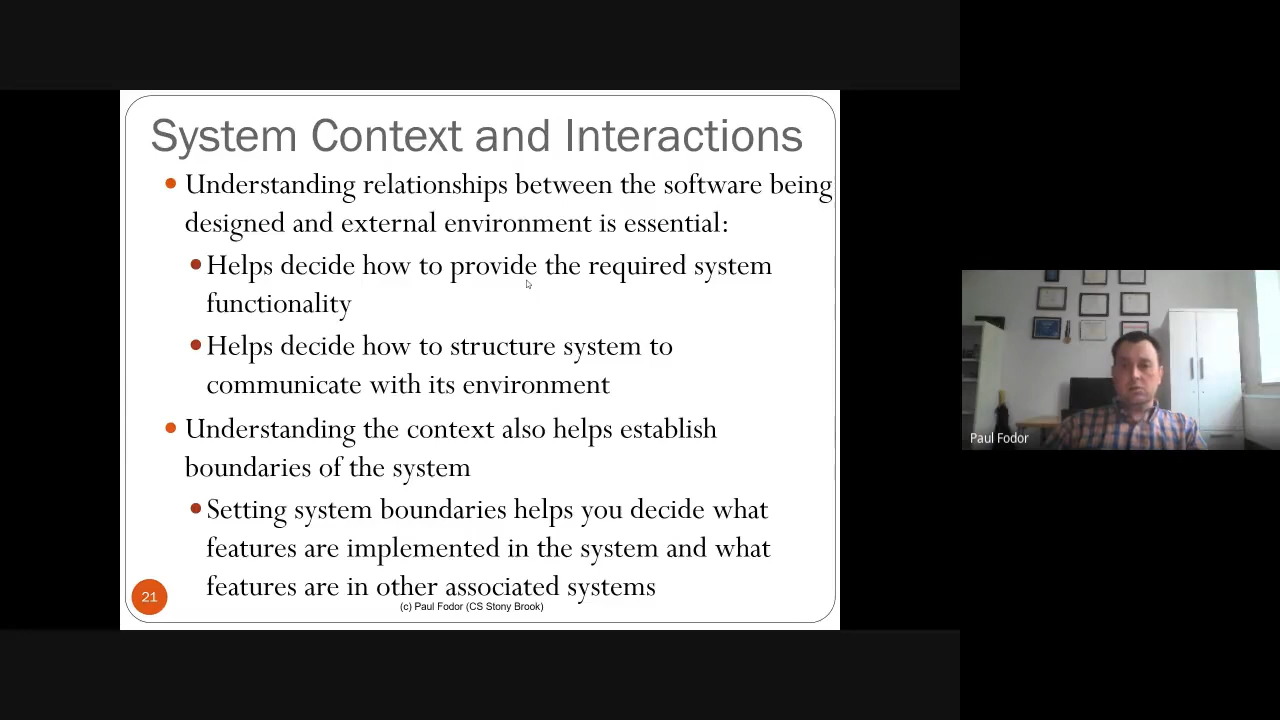 System Context and Interactions
Understanding relationships between the software being
designed and external environment is essential:
Helps decide how to provide the required system
functionality
Helps decide how to structure system to
communicate with its environment
Understanding the context also helps establish
boundaries of the system
Setting system boundaries helps you decide what
features are implemented in the system and what
features are in other associated systems
21
(c) Paul Fodor (CS Stony Brook)
Paul Fodor